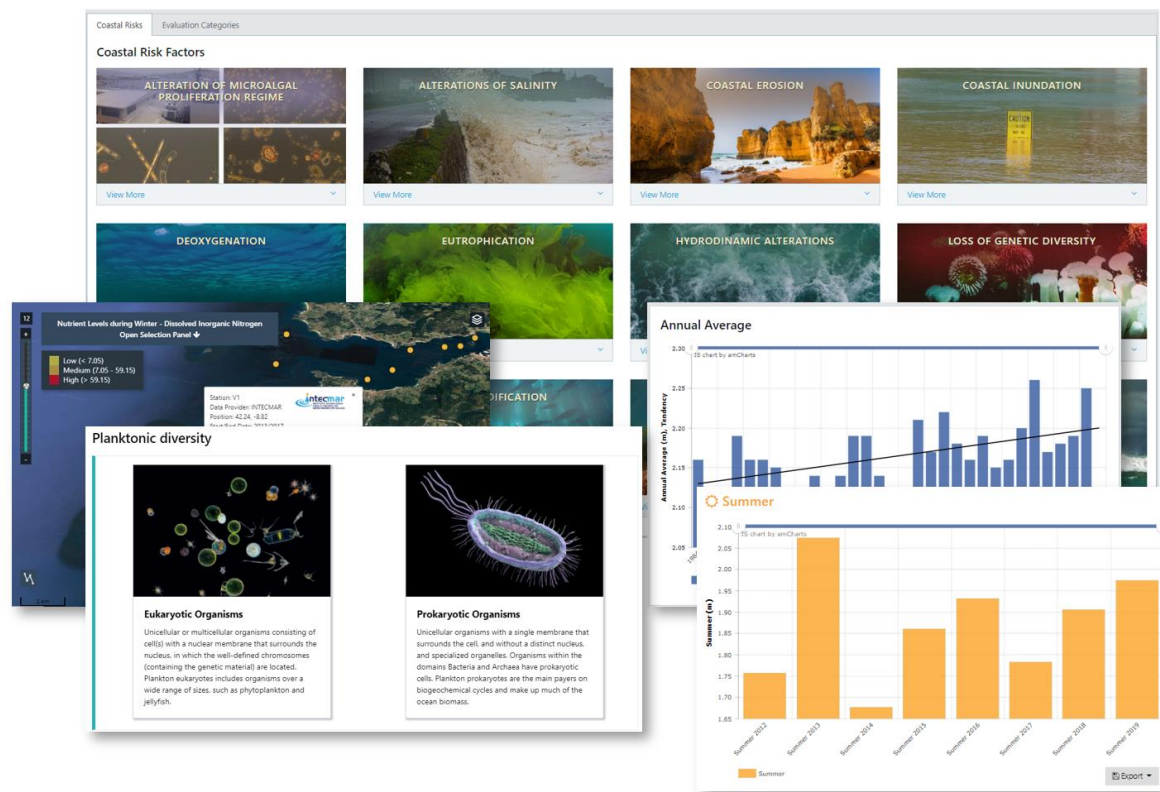 Coastal Risks
Evaluation Categories
Coastal Risk Factors
ALTERATION OF MICROALGAL
PROLIFERATION REGIME
ALTERATIONS OF SALINITY
COASTAL EROSION
COASTAL INUNDATION
CAUTION
View More
View More
View More
View More
DEOXYGENATION
EUTROPHICATION
HYDRODINAMIC ALTERATIONS
LOSS OF GENETIC DIVERSITY
12
+
-
Nutrient Levels during Winter - Dissolved Inorganic Nitrogen
Open Selection Panel
Low (< 7.05)
Medium (7.05 - 59.15)
High (> 59.15)
Station: V1
Data Provider: INTECMAR
Position: 42.24, -8.82
Start/End Date: 2013/2017
intecmar
Planktonic diversity
Eukaryotic Organisms
Unicellular or multicellular organisms consisting of
cell(s) with a nuclear membrane that surrounds the
nucleus, in which the well-defined chromosomes
(containing the genetic material) are located.
Plankton eukaryotes includes organisms over a
wide range of sizes, such as phytoplankton and
jellyfish.
Prokaryotic Organisms
Unicellular organisms with a single membrane that
surrounds the cell, and without a distinct nucleus,
and specialized organelles. Organisms within the
domains Bacteria and Archaea have prokaryotic
cells. Plankton prokaryotes are the main payers on
biogeochemical cycles and make up much of the
ocean biomass.
Annual Average
JS chart by amCharts
Annual Average (m), Tendency
2.30
2.25
2.20
2.15
2.10
2.05
Summer
JS chart by amCharts
Summer (m)
2.10
2.05
2.00
1.95
1.90
1.85
1.80
1.75
1.70
1.65
Summer 2012
Summer 2013
Summer 2014
Summer 2015
Summer 2016
Summer 2017
Summer 2018
Summer 2019
Summer
Export